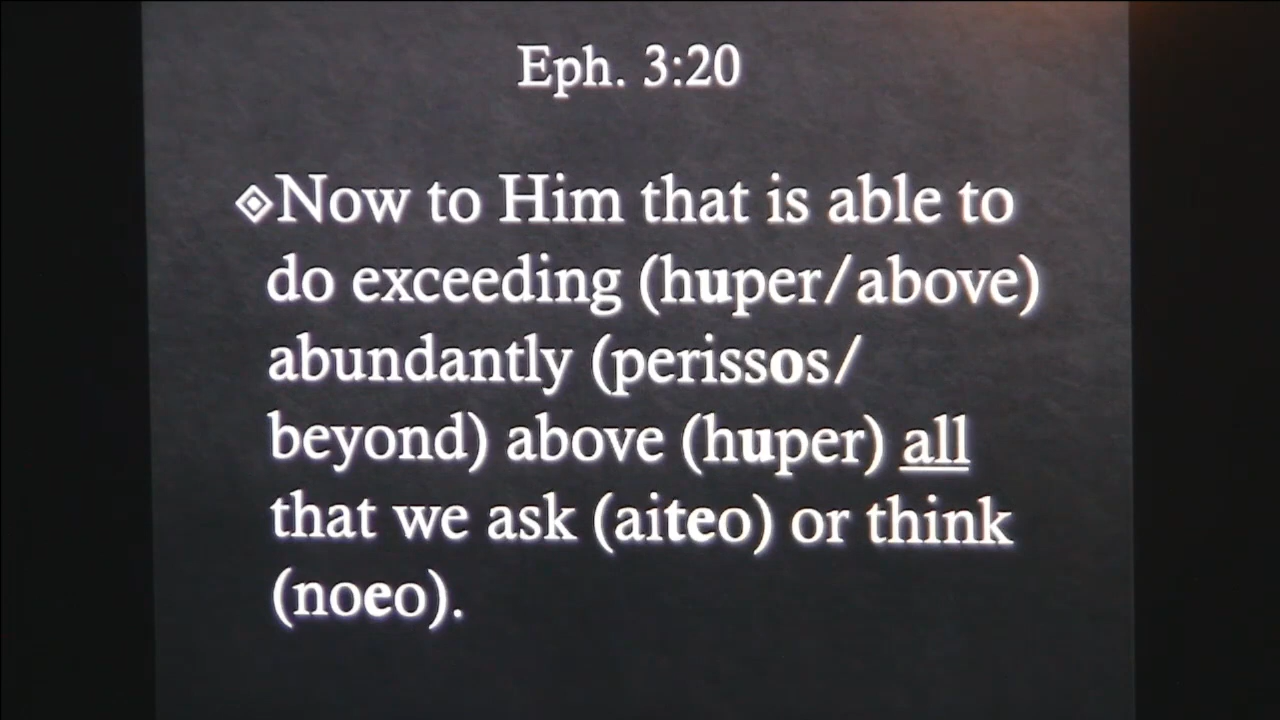 Eph. 3:20
Now to Him that is able to
do exceeding (huper/above)
abundantly (perissos/
beyond) above (huper) all
that we ask (aiteo) or think
(noeo).